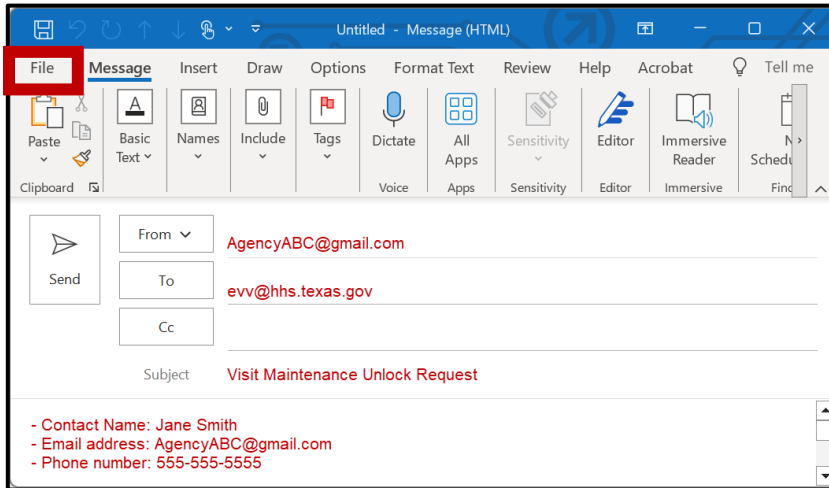 Untitled - Message (HTML)
File Message Insert Draw Options Format Text Review Help Acrobat Tell me
Paste Basic Text Names Include Tags Dictate All Apps Sensitivity Editor Immersive Reader
Clipboard Voice Apps Sensitivity Editor Immersive
From AgencyABC@gmail.com
Send To evv@hhs.texas.gov
Cc
Subject Visit Maintenance Unlock Request
- Contact Name: Jane Smith
- Email address: AgencyABC@gmail.com
- Phone number: 555-555-5555